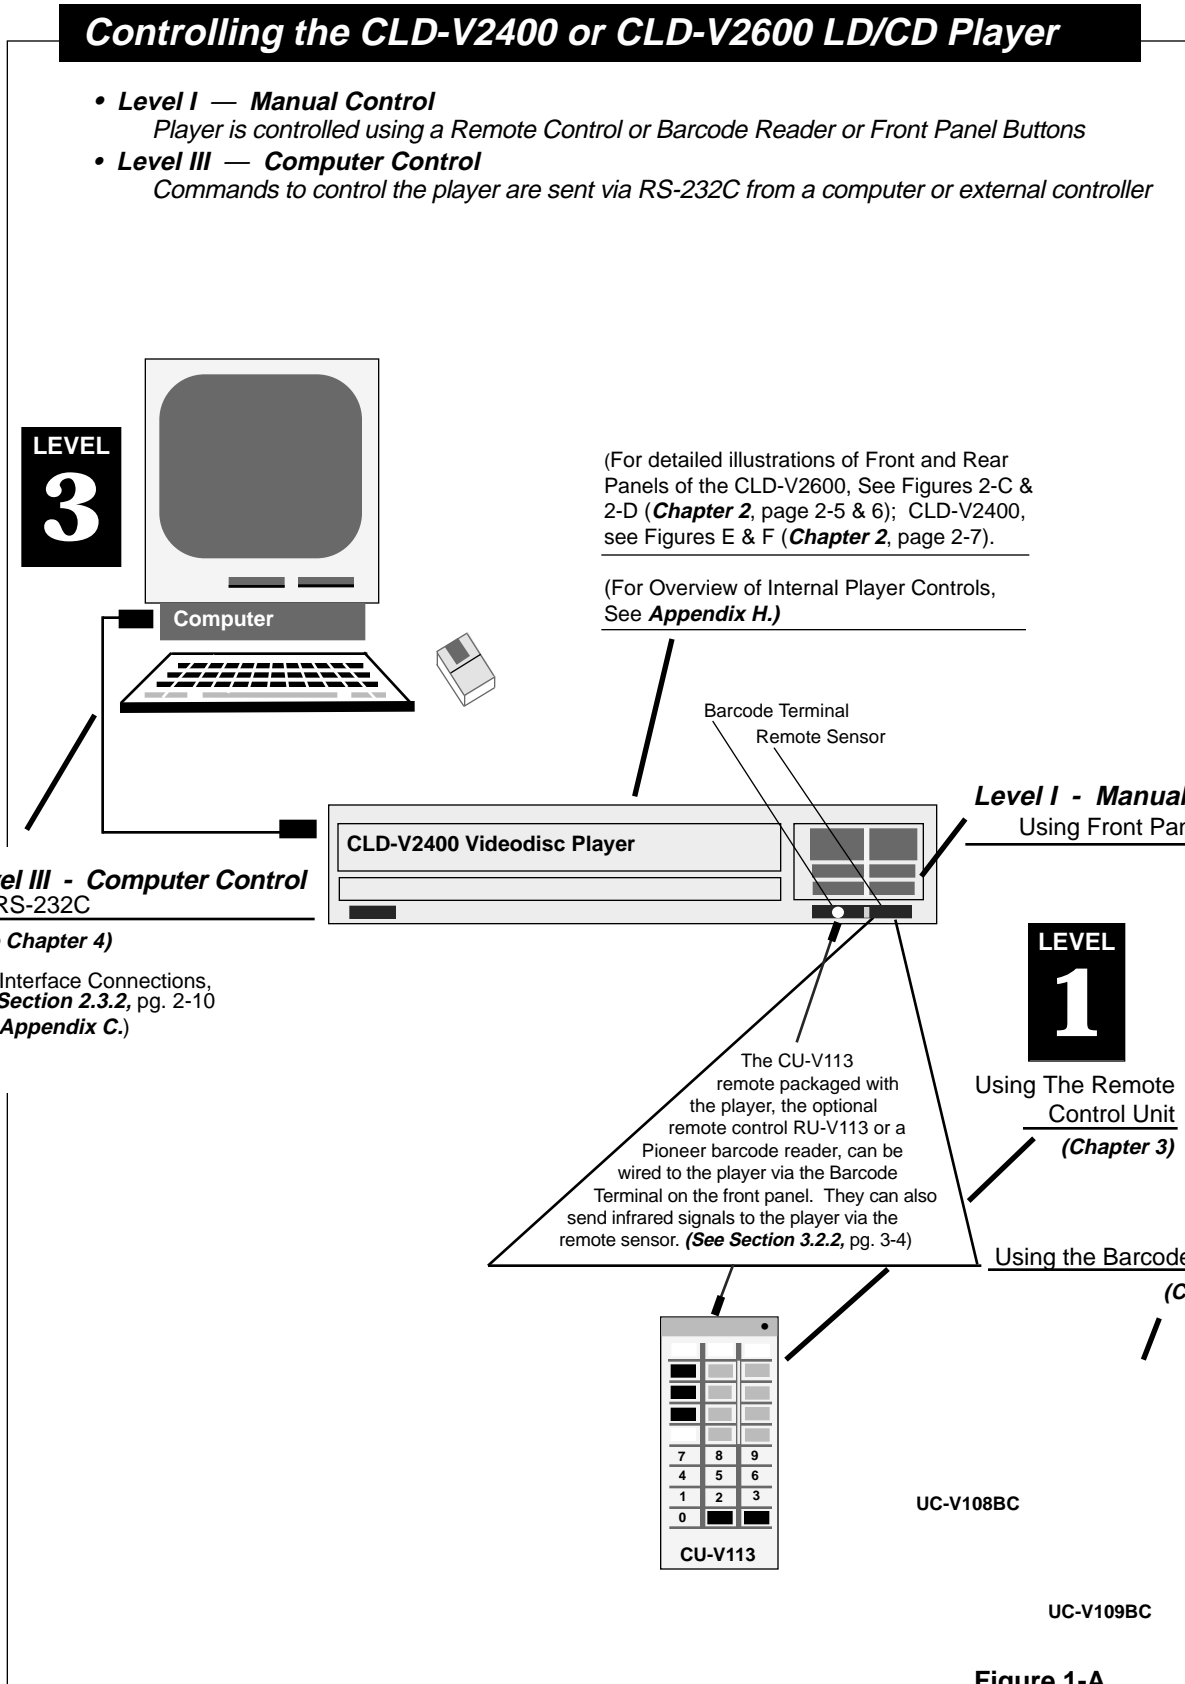 Controlling the CLD-V2400 or CLD-V2600 LD/CD Player
• Level I — Manual Control
Player is controlled using a Remote Control or Barcode Reader or Front Panel Buttons
• Level III — Computer Control
Commands to control the player are sent via RS-232C from a computer or external controller
LEVEL
3
Computer
(For detailed illustrations of Front and Rear
Panels of the CLD-V2600, See Figures 2-C &
2-D (Chapter 2, page 2-5 & 6);  CLD-V2400,
see Figures E & F (Chapter 2, page 2-7).
(For Overview of Internal Player Controls,
See Appendix H.)
Barcode Terminal
Remote Sensor
Level I - Manual
Using Front
CLD-V2400 Videodisc Player
III - Computer Control
RS-232C
Chapter 4)
Interface Connections,
Section 2.3.2, pg. 2-10
Appendix C.)
LEVEL
1
Using The Remote
Control Unit
(Chapter 3)
The CU-V113
remote packaged with
the player, the optional
remote control RU-V113 or a
Pioneer barcode reader, can be
wired to the player via the Barcode
Terminal on the front panel.  They can also
send infrared signals to the player via the
remote sensor. (See Section 3.2.2, pg. 3-4)
Using the Barcode
7 8 9
4 5 6
1 2 3
0
CU-V113
UC-V108BC
UC-V109BC
Figure 1-A